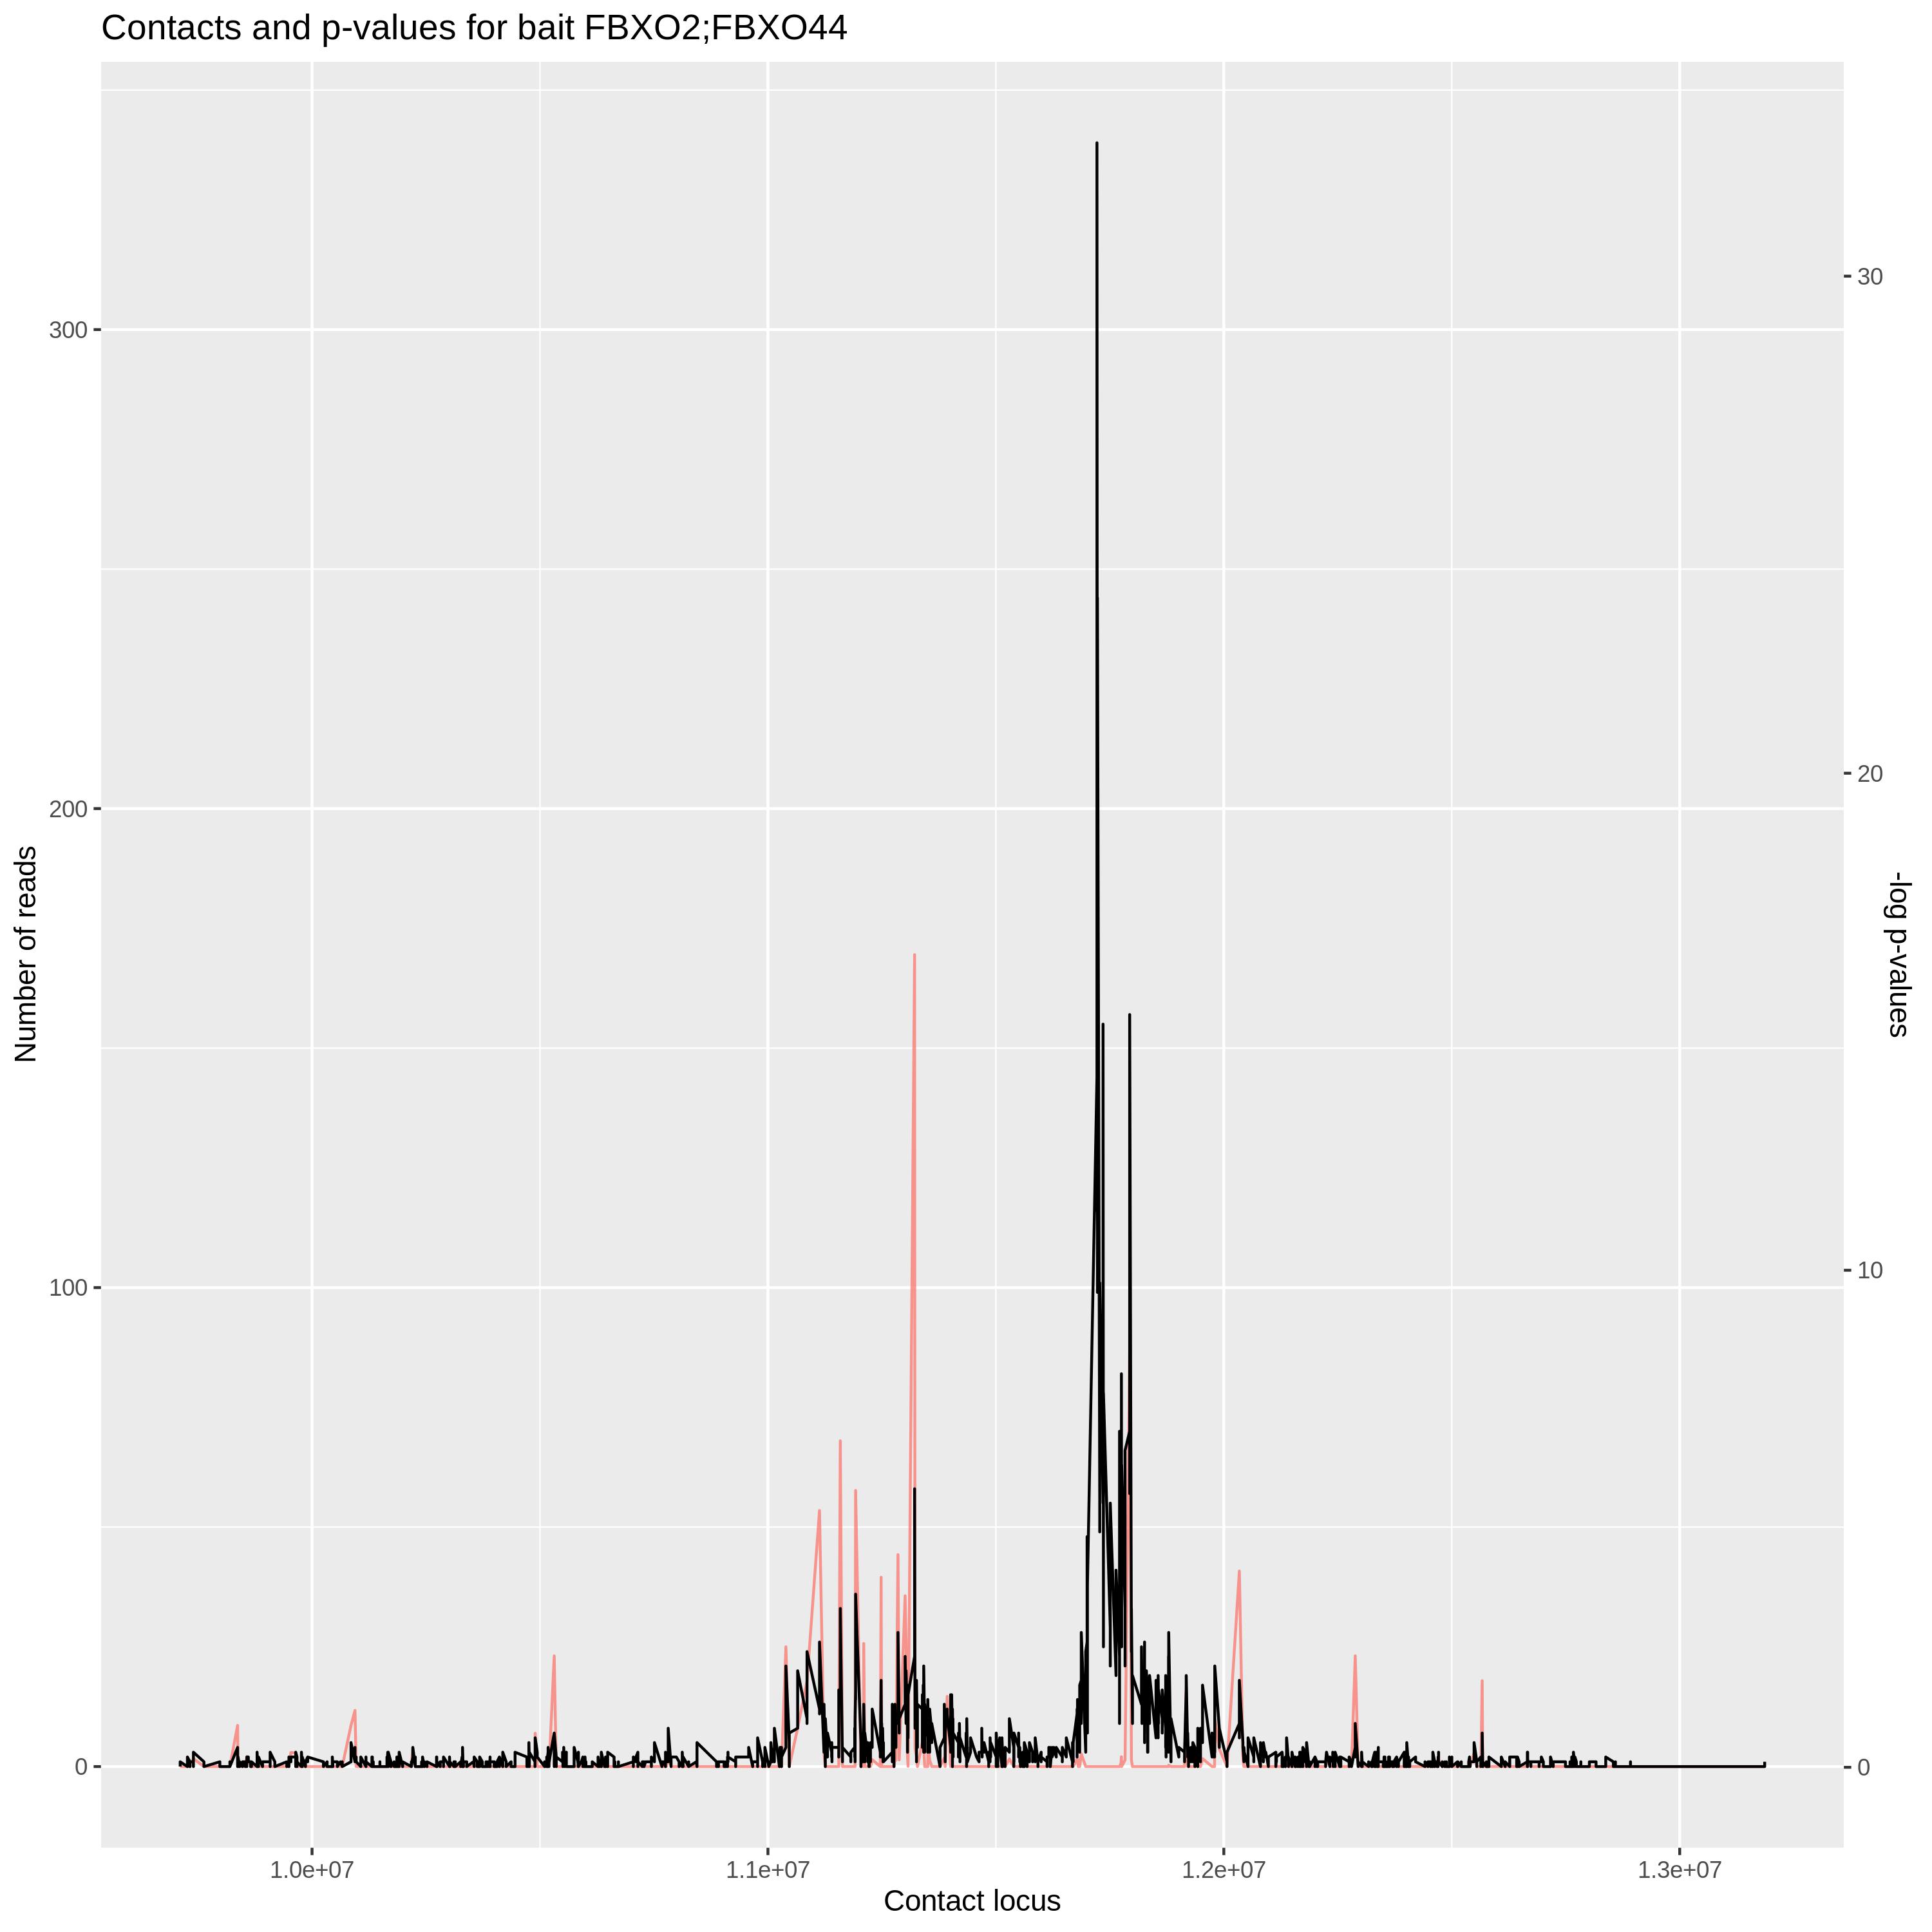 Contacts and p-values for bait FBXO2;FBXO44
Number of reads
300
200
100
0
30
20
10
0
-log p-values
1.0e+07
1.1e+07
1.2e+07
1.3e+07
Contact locus